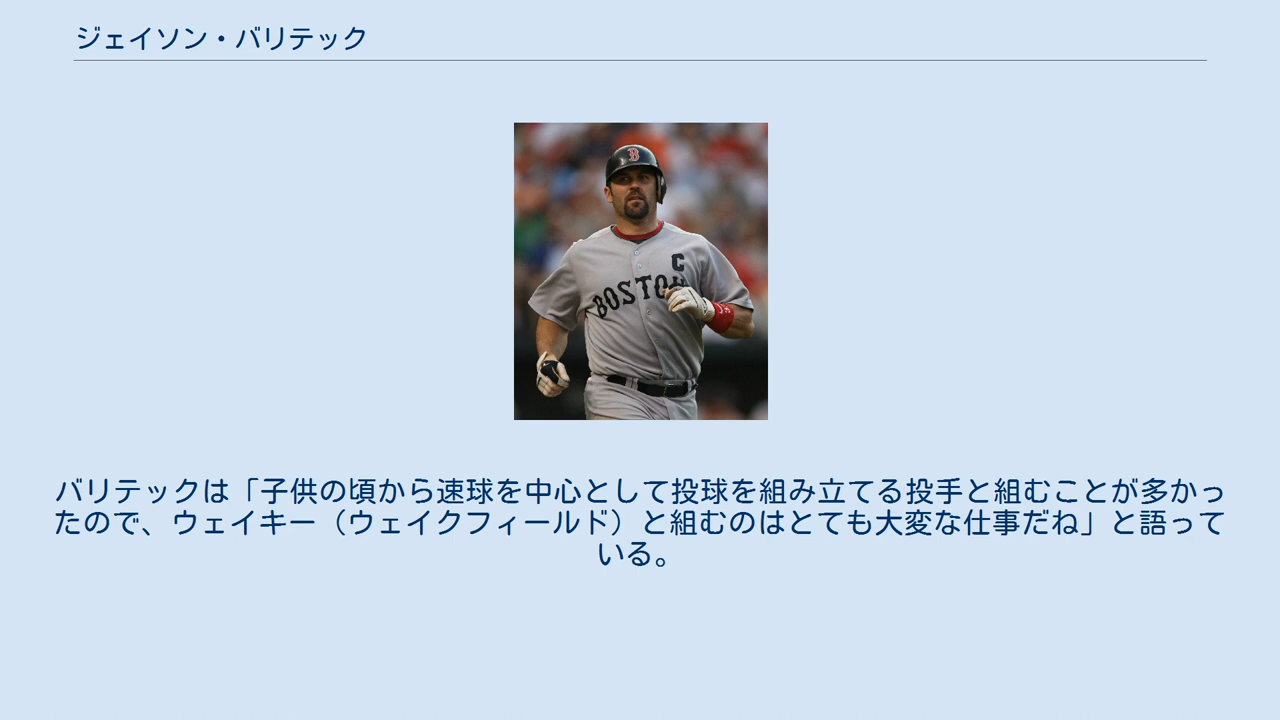 ジェイソン・バリテック
B
C
BOSTON
バリテックは「子供の頃から速球を中心として投球を組み立てる投手と組むことが多かっ
たので、ウェイキー（ウェイクフィールド）と組むのはとても大変な仕事だね」と語って
いる。